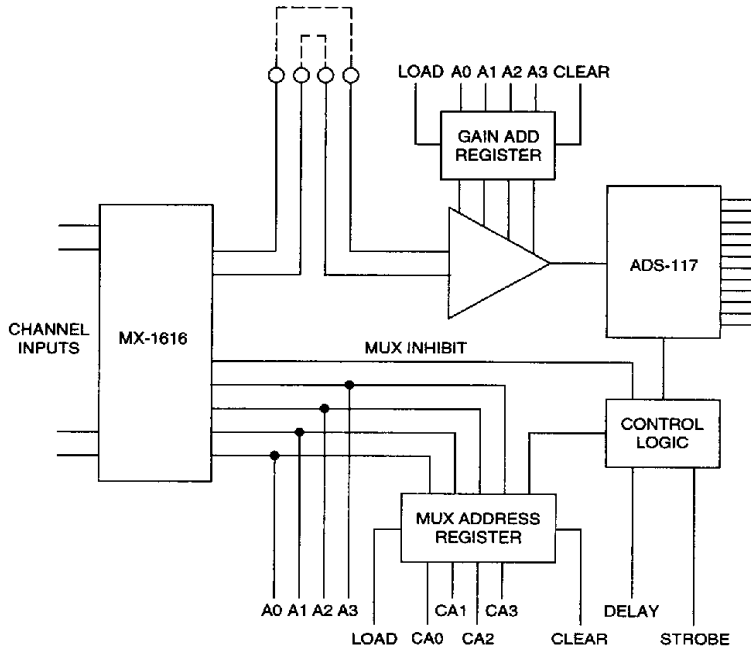 LOAD A0 A1 A2 A3 CLEAR
GAIN ADD
REGISTER
ADS-117
CHANNEL
INPUTS
MX-1616
MUX INHIBIT
CONTROL
LOGIC
MUX ADDRESS
REGISTER
A0 A1 A2 A3
CA1 CA3
DELAY
LOAD CA0 CA2 CLEAR STROBE